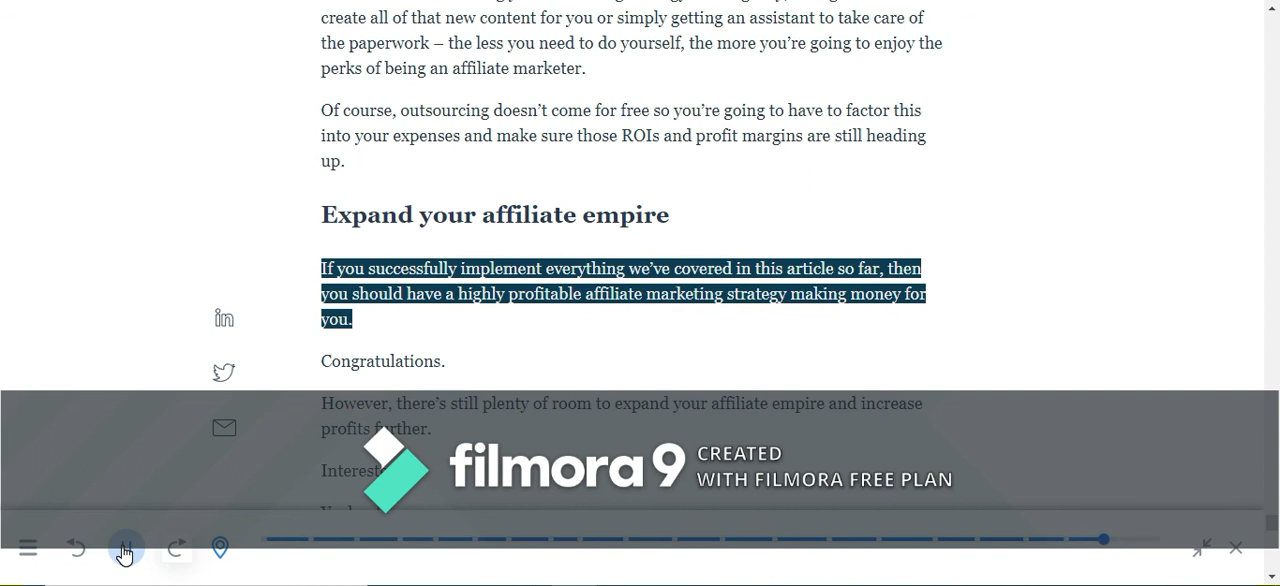 create all of that new content for you or simply getting an assistant to take care of
the paperwork – the less you need to do yourself, the more you’re going to enjoy the
perks of being an affiliate marketer.
Of course, outsourcing doesn’t come for free so you’re going to have to factor this
into your expenses and make sure those ROIs and profit margins are still heading
up.
Expand your affiliate empire
If you successfully implement everything we’ve covered in this article so far, then
you should have a highly profitable affiliate marketing strategy making money for
you.
in
Congratulations.
However, there’s still plenty of room to expand your affiliate empire and increase
profits further.
filmora9 CREATED
WITH FILMORA FREE PLAN